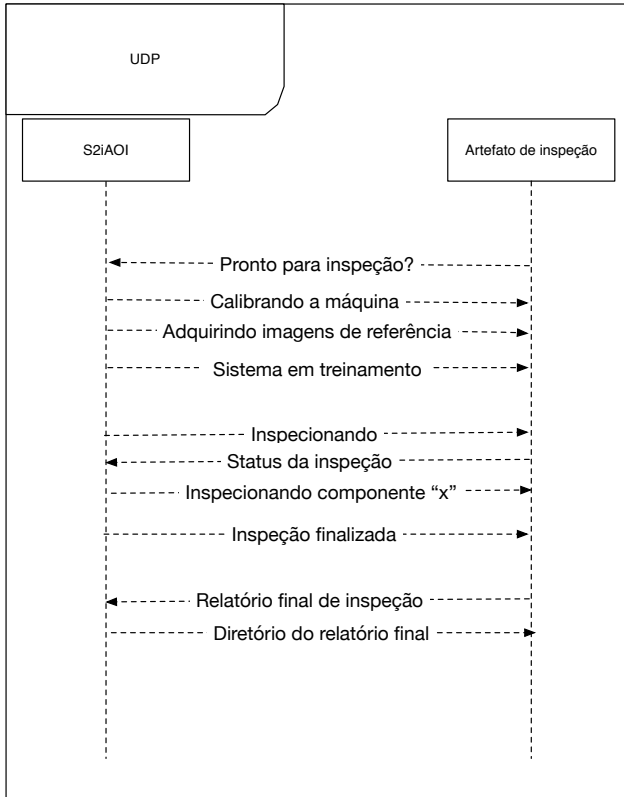 UDP
S2iAOI
Artefato de inspeção
Pronto para inspeção?
Calibrando a máquina
Adquirindo imagens de referência
Sistema em treinamento
Inspecionando
Status da inspeção
Inspecionando componente “x”
Inspeção finalizada
Relatório final de inspeção
Diretório do relatório final